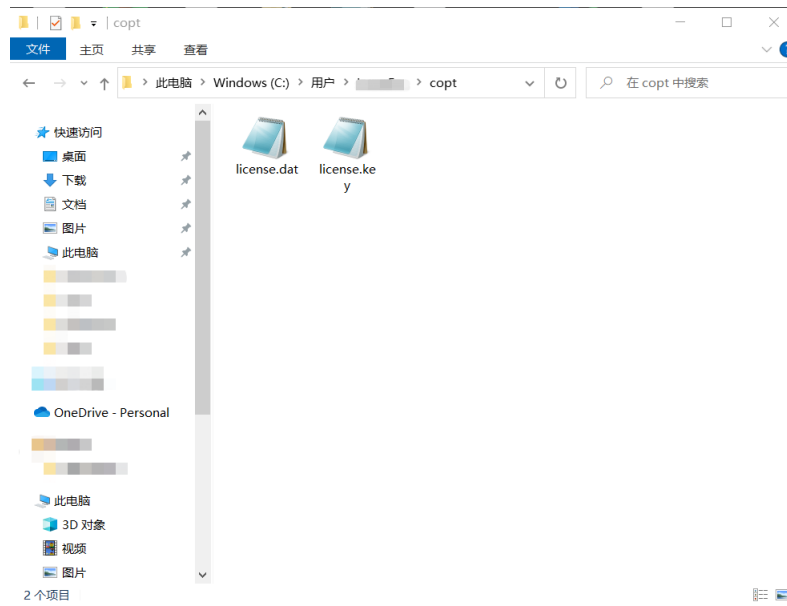 copt
文件 主页 共享 查看
此电脑 Windows (C:) 用户 copt
在 copt 中搜索
快速访问
桌面
下载
文档
图片
此电脑
OneDrive - Personal
此电脑
3D 对象
视频
图片
license.dat
license.ke
y
2 个项目